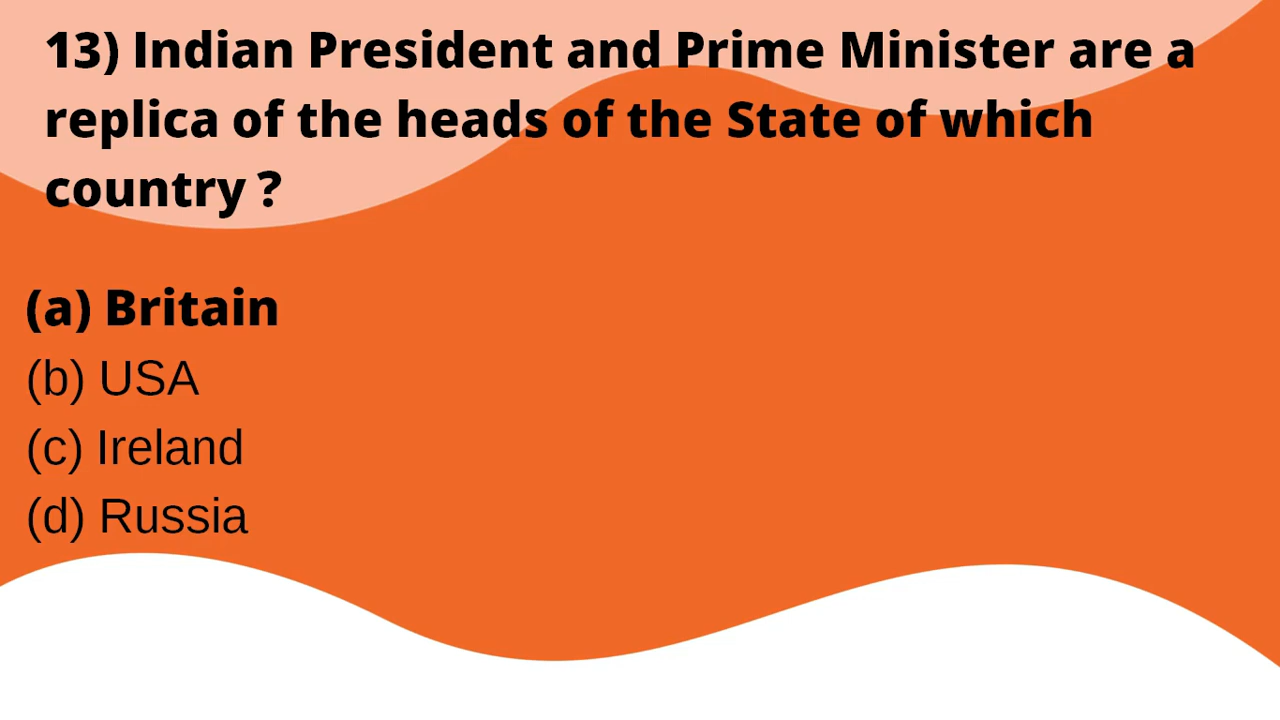 13) Indian President and Prime Minister are a
replica of the heads of the State of which
country ?
(a) Britain
(b) USA
(c) Ireland
(d) Russia